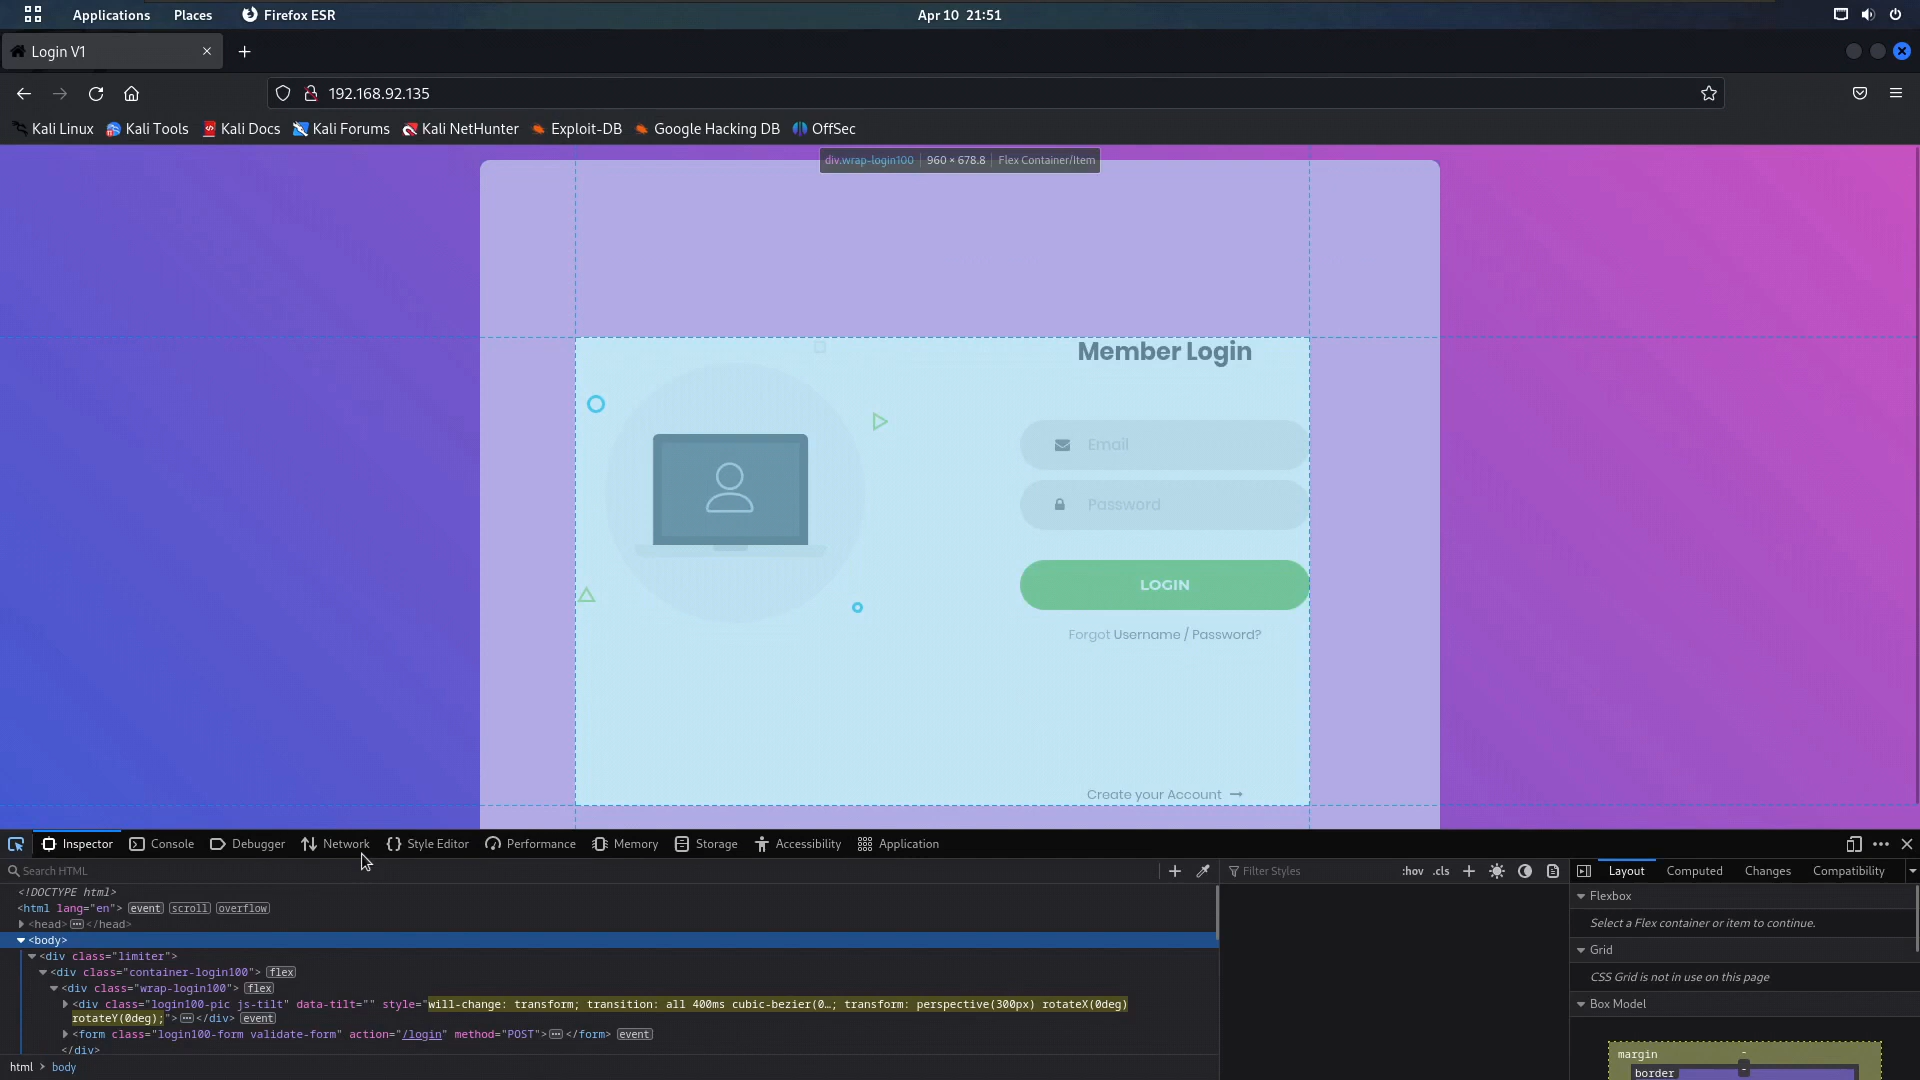 Applications Places Firefox ESR Apr 10 21:51
Login V1
192.168.92.135
Kali Linux Kali Tools Kali Docs Kali Forums Kali NetHunter Exploit-DB Google Hacking DB OffSec
div.wrap-login100 960 × 678.8 Flex Container/Item
Member Login
Email
Password
LOGIN
Forgot Username / Password?
Create your Account
Inspector Console Debugger Network Style Editor Performance Memory Storage Accessibility Application
Search HTML Filter Styles :hov .cls Layout Computed Changes Compatibility
<!DOCTYPE html>
<html lang="en"> event scroll overflow
<head> </head>
<body>
<div class="limiter">
<div class="container-login100"> flex
<div class="wrap-login100"> flex
<div class="login100-pic js-tilt" data-tilt="" style="will-change: transform; transition: all 400ms cubic-bezier(0…; transform: perspective(300px) rotateX(0deg)
rotateY(0deg);"> </div> event
<form class="login100-form validate-form" action="/login" method="POST"> </form> event
</div>
html body
Flexbox
Select a Flex container or item to continue.
Grid
CSS Grid is not in use on this page
Box Model
margin -
border -